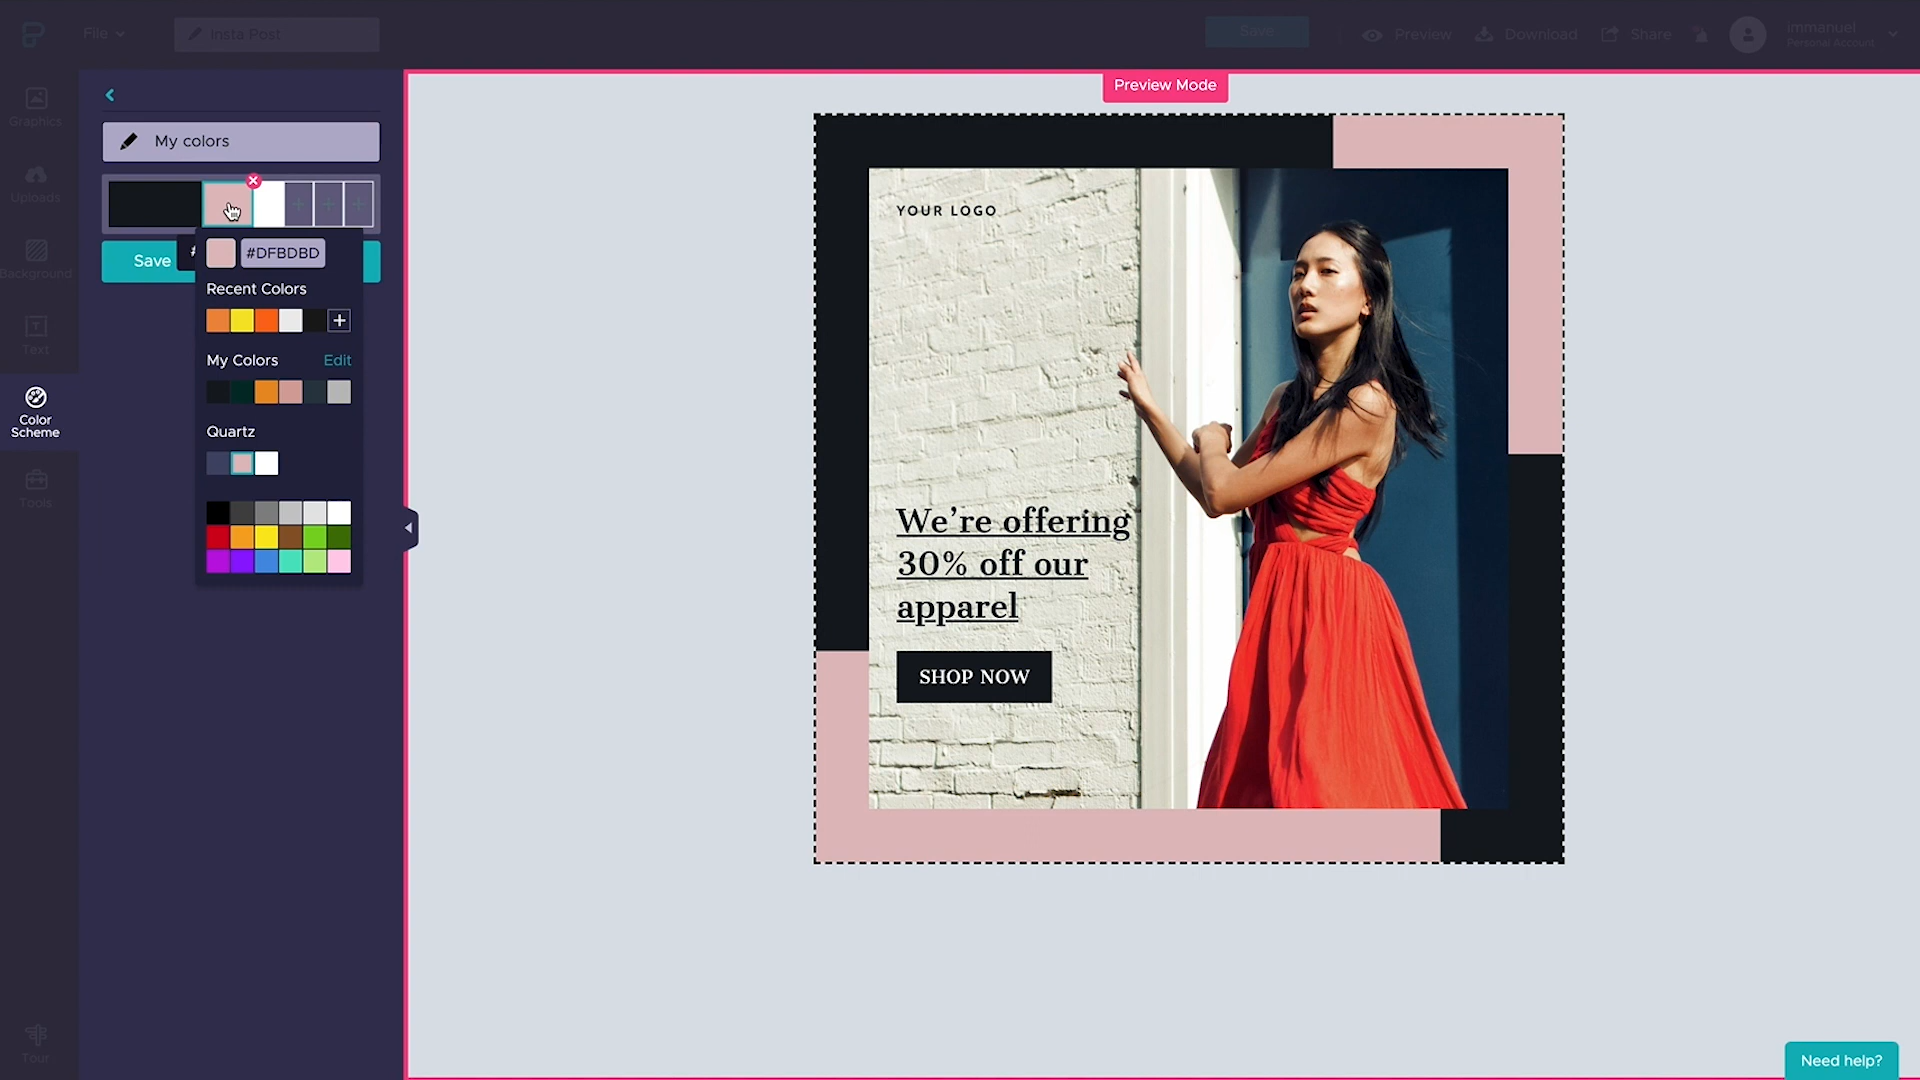 File
Insta Post
Save
Preview
Download
Share
immanuel
Personal Account
Graphics
Uploads
Background
Text
Color
Scheme
Tools
Tour
My colors
Save
#
#DFBDBD
Recent Colors
My Colors
Edit
Quartz
Preview Mode
YOUR LOGO
We’re offering
30% off our
apparel
SHOP NOW
Need help?